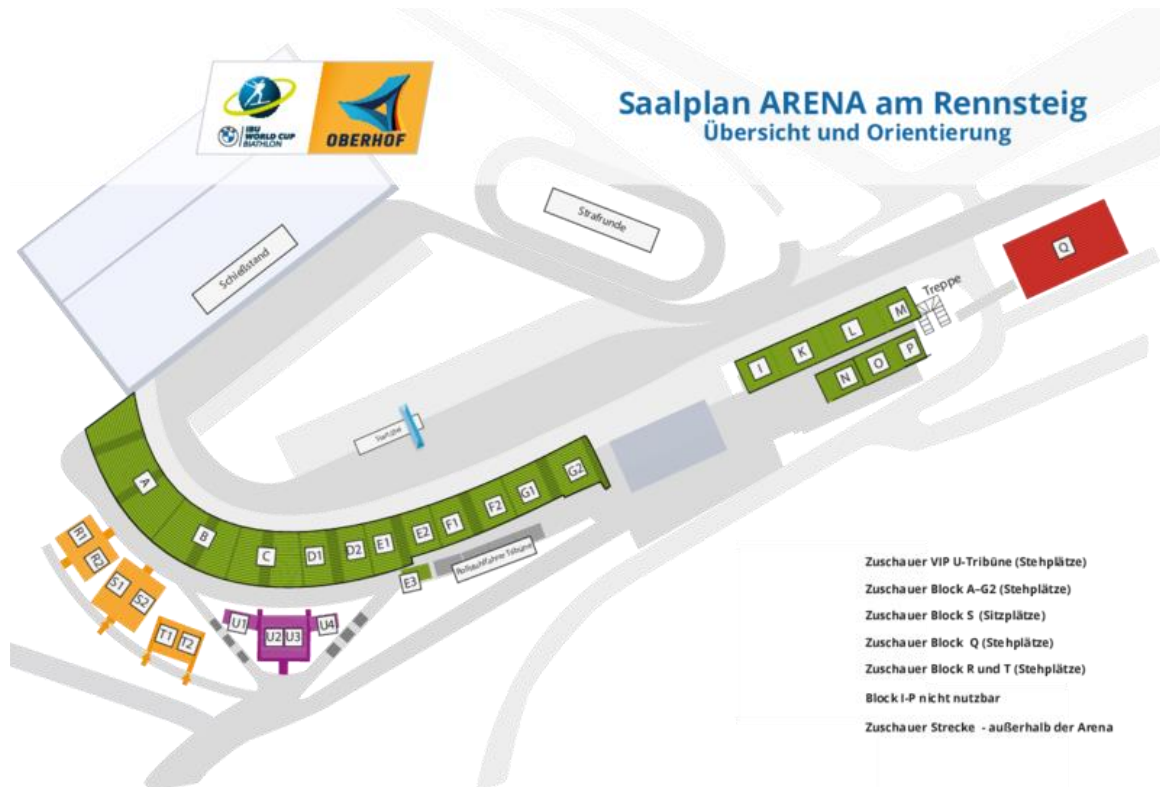 IBU
WORLD CUP
BIATHLON
OBERHOF
Saalplan ARENA am Rennsteig
Übersicht und Orientierung
Strafrunde
Schießstand
Q
Treppe
M
L
K
I
P
O
N
A
B
C
D1
D2
E1
E2
F1
F2
G1
G2
E3
Rollstuhlfahrer Tribüne
R1
R2
S1
S2
T1
T2
U1
U2
U3
U4
Zuschauer VIP U-Tribüne (Stehplätze)
Zuschauer Block A–G2 (Stehplätze)
Zuschauer Block S (Sitzplätze)
Zuschauer Block Q (Stehplätze)
Zuschauer Block R und T (Stehplätze)
Block I-P nicht nutzbar
Zuschauer Strecke - außerhalb der Arena